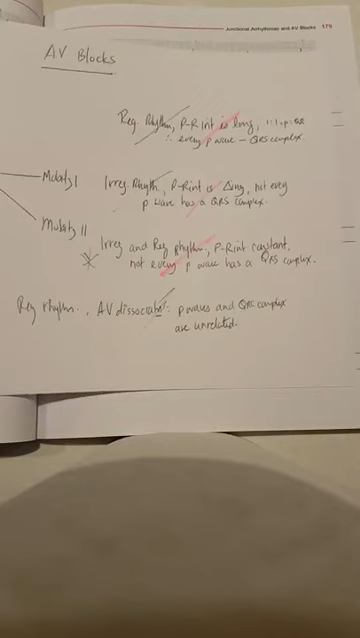 Junctional Arrhythmias and AV Blocks 179
AV Blocks
Reg. Rhythm, P-R int is long, 1:1 p:QR
∴ every p wave – QRS complex.
Mobitz I Irreg. Rhythm, P-R int is Δing, not every
p wave has a QRS complex.
Mobitz II
Irreg and Reg Rhythm, P-R int constant,
not every p wave has a QRS complex.
Reg rhythm, AV dissociation: p waves and QRS complex
are unrelated.